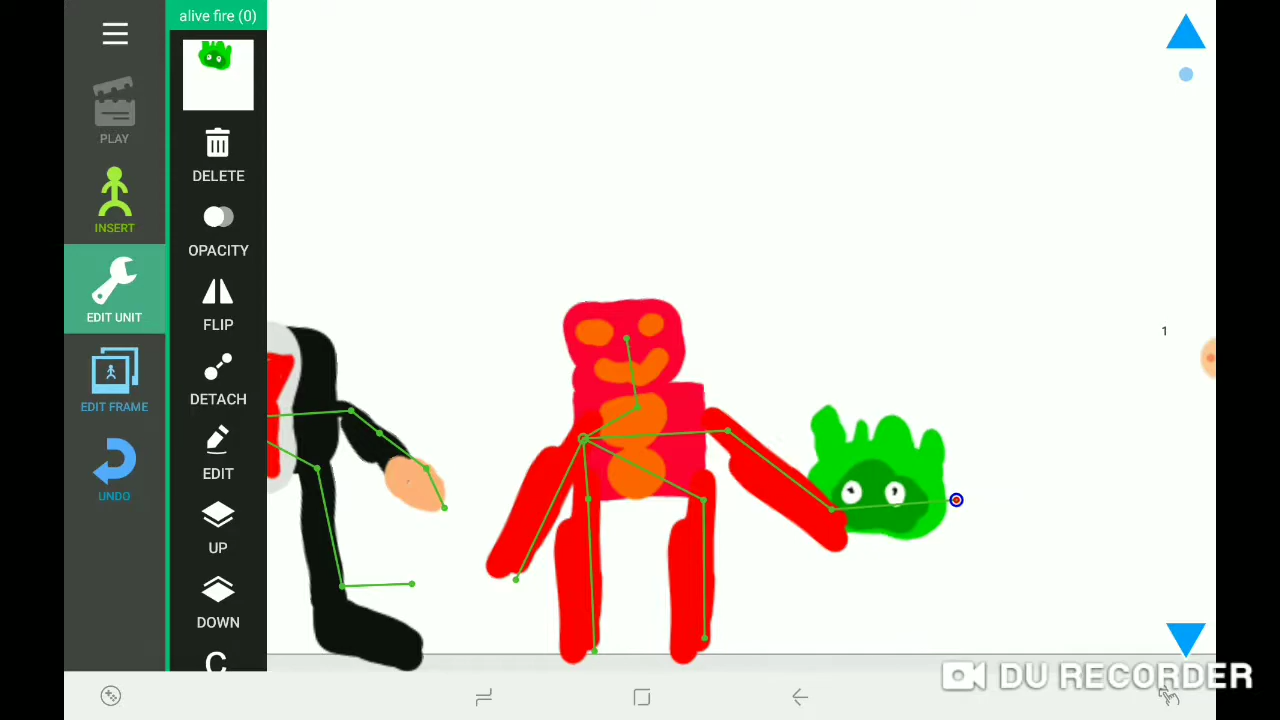 alive fire (0)
PLAY
INSERT
EDIT UNIT
EDIT FRAME
UNDO
DELETE
OPACITY
FLIP
DETACH
EDIT
UP
DOWN
C
1
DU RECORDER